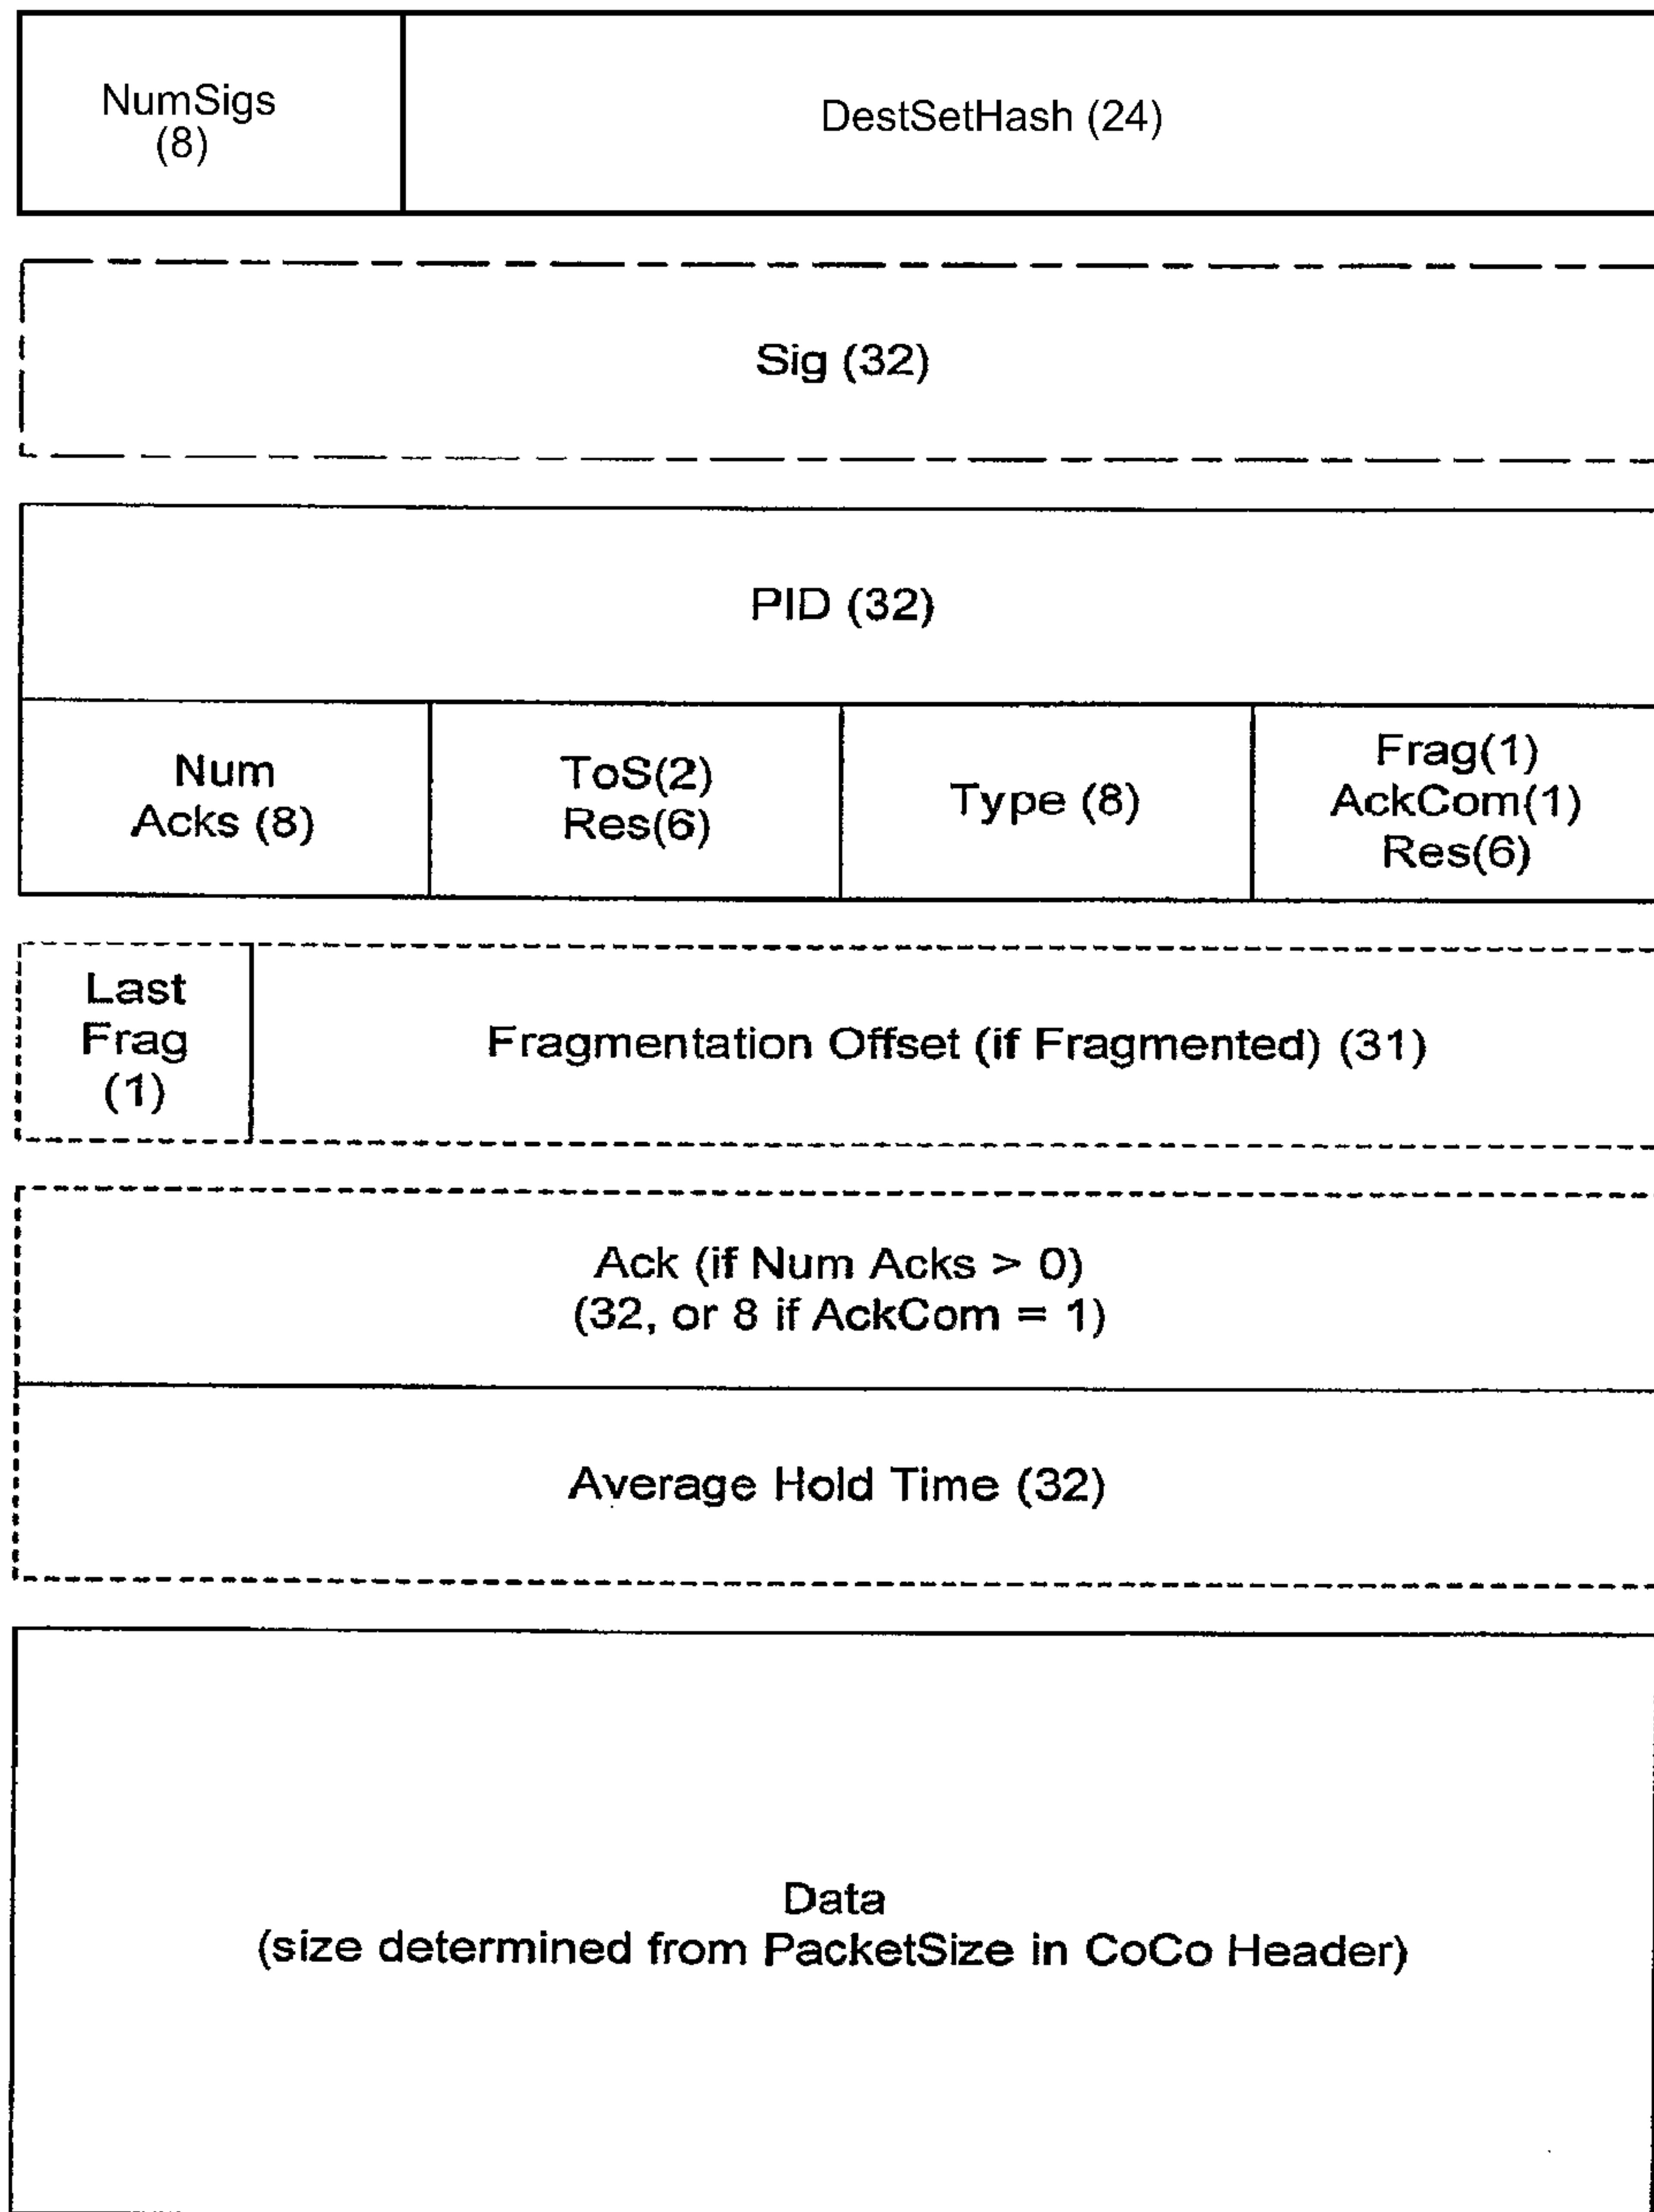 NumSigs
(8)
DestSetHash (24)
Sig (32)
PID (32)
Num
Acks (8)
ToS(2)
Res(6)
Type (8)
Frag(1)
AckCom(1)
Res(6)
Last
Frag
(1)
Fragmentation Offset (if Fragmented) (31)
Ack (if Num Acks > 0)
(32, or 8 if AckCom = 1)
Average Hold Time (32)
Data
(size determined from PacketSize in CoCo Header)